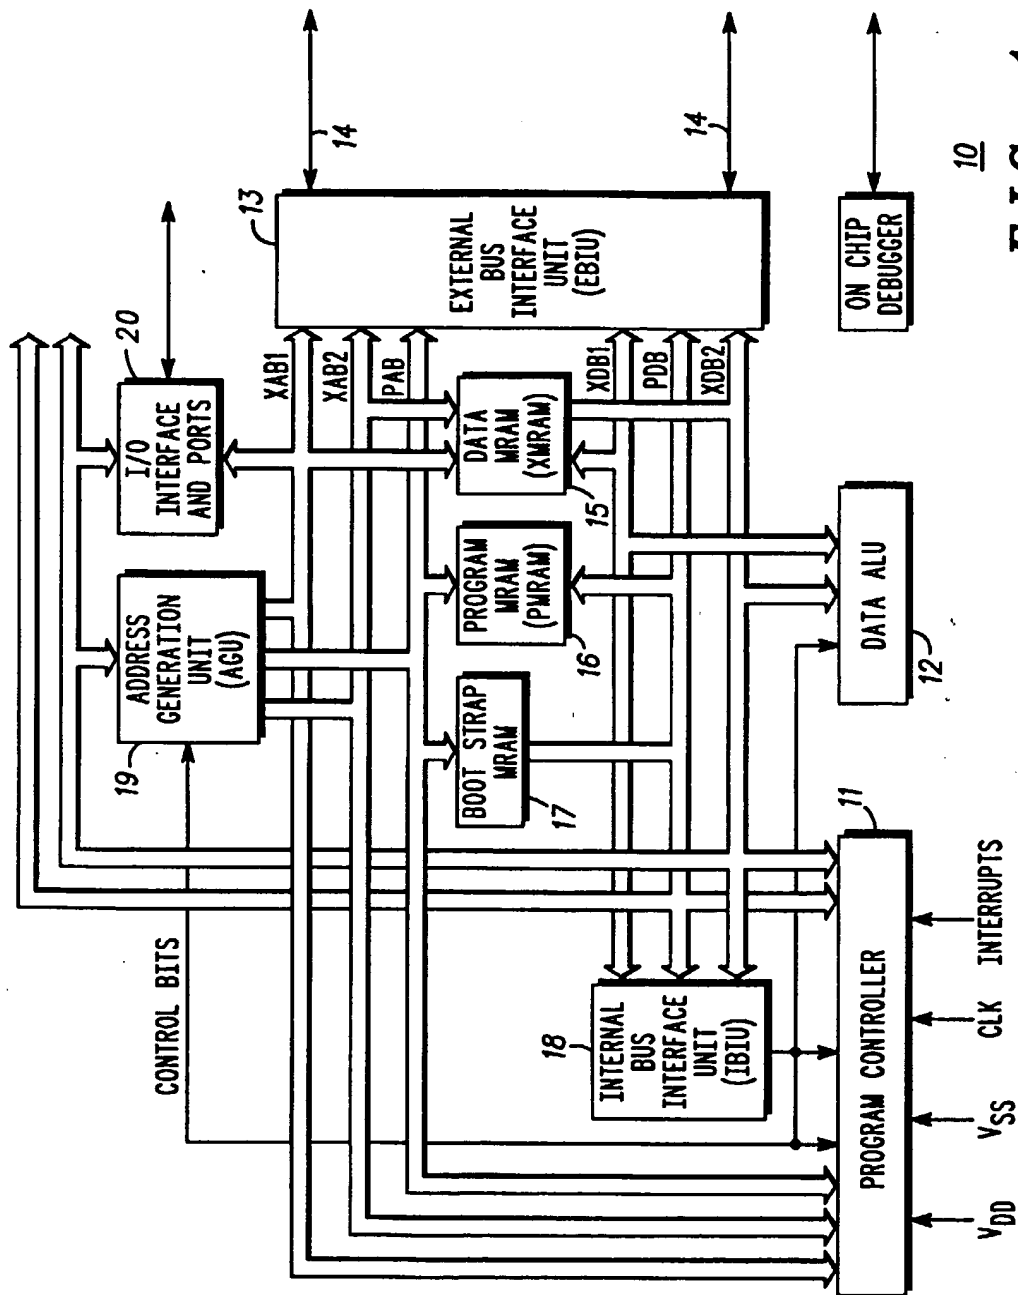 CONTROL BITS
19
ADDRESS
GENERATION
UNIT
(AGU)
20
I/O
INTERFACE
AND PORTS
XAB1
XAB2
PAB
13
EXTERNAL
BUS
INTERFACE
UNIT
(EBIU)
14
14
BOOT STRAP
MRAM
17
PROGRAM
MRAM
(PMRAM)
16
DATA
MRAM
(XMRAM)
15
XDB1
PDB
XDB2
18
INTERNAL
BUS
INTERFACE
UNIT
(IBIU)
PROGRAM CONTROLLER
11
DATA ALU
12
ON CHIP
DEBUGGER
VDD
VSS
CLK
INTERRUPTS
10